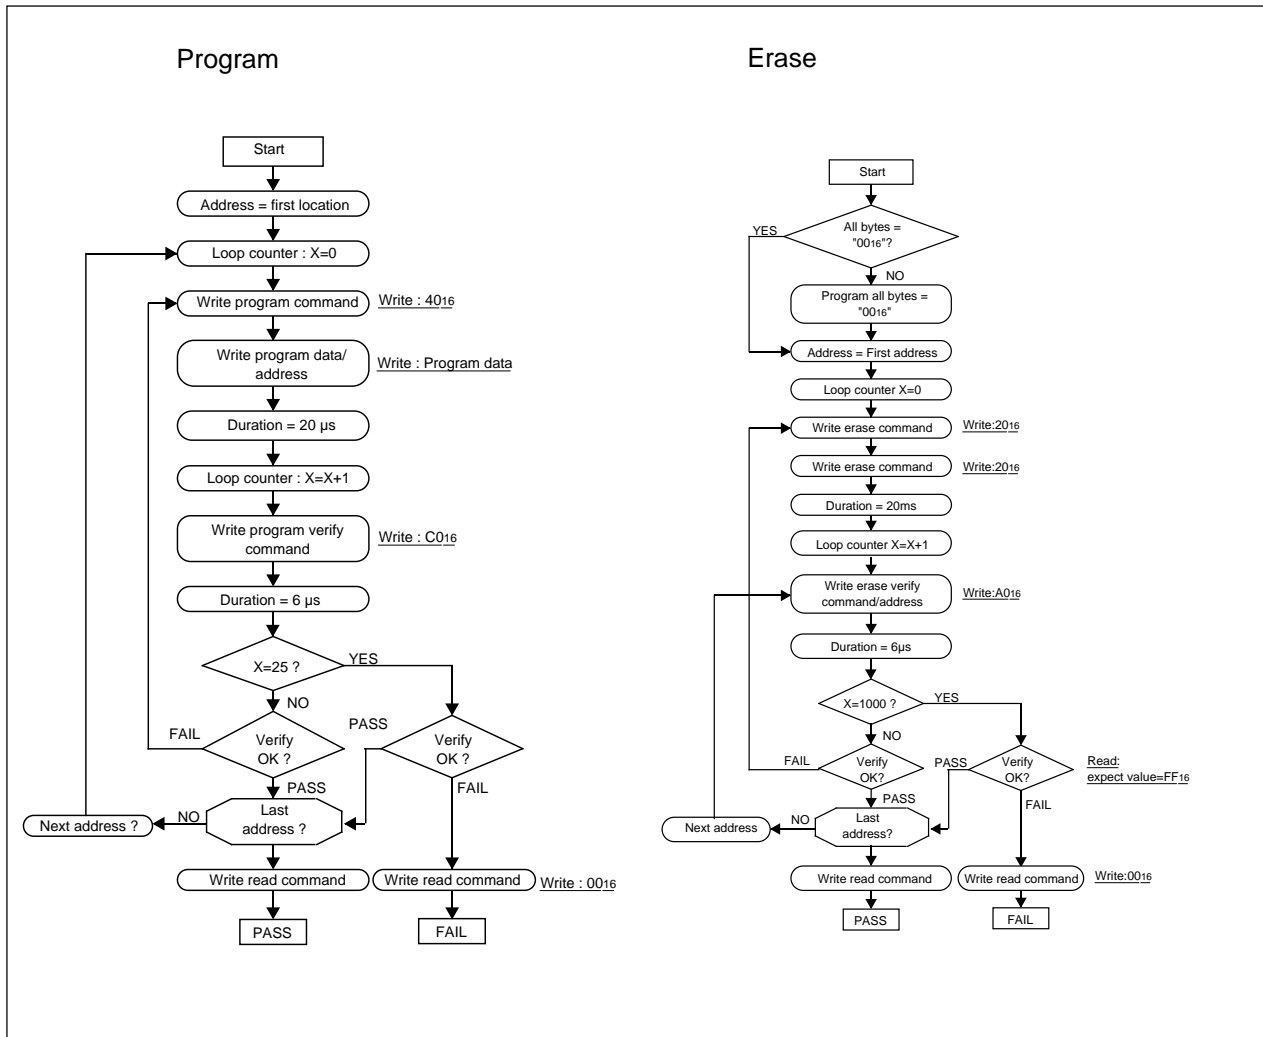 Program
Start
Address = first location
Loop counter : X=0
Write program command
Write : 4016
Write program data/
address
Write : Program data
Duration = 20 µs
Loop counter : X=X+1
Write program verify
command
Write : C016
Duration = 6 µs
X=25 ?
YES
NO
FAIL
Verify
OK ?
PASS
Verify
OK ?
PASS
FAIL
Last
address ?
NO
Next address ?
Write read command
Write read command
Write : 0016
PASS
FAIL
Erase
Start
YES
All bytes =
"0016"?
NO
Program all bytes =
"0016"
Address = First address
Loop counter X=0
Write erase command
Write:2016
Write erase command
Write:2016
Duration = 20ms
Loop counter X=X+1
Write erase verify
command/address
Write:A016
Duration = 6µs
X=1000 ?
YES
NO
FAIL
Verify
OK?
PASS
Verify
OK?
Read:
expect value=FF16
PASS
FAIL
Last
address?
NO
Next address
Write read command
Write read command
Write:0016
PASS
FAIL